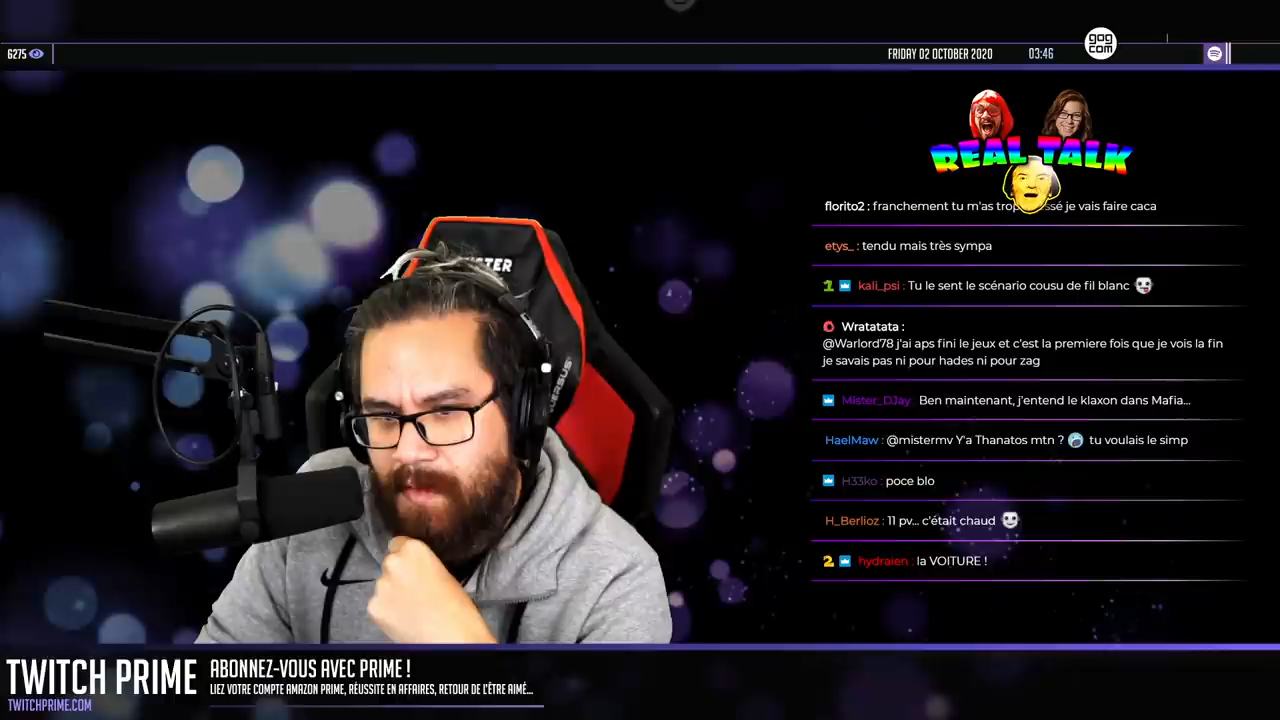 6275
FRIDAY 02 OCTOBER 2020 03:46
gog
com
REAL TALK
florito2 : franchement tu m'as trop sé je vais faire caca
etys_ : tendu mais très sympa
1 kali_psi : Tu le sent le scénario cousu de fil blanc
Wratatata :
@Warlord78 j'ai aps fini le jeux et c'est la premiere fois que je vois la fin
je savais pas ni pour hades ni pour zag
Mister_DJay Ben maintenant, j'entend le klaxon dans Mafia...
HaelMaw : @mistermv Y'a Thanatos mtn ? tu voulais le simp
H33ko : poce blo
H_Berlioz : 11 pv... c'était chaud
2 hydraien : la VOITURE !
VERSUS
TWITCH PRIME
TWITCHPRIME.COM
ABONNEZ-VOUS AVEC PRIME !
LIEZ VOTRE COMPTE AMAZON PRIME, RÉUSSITE EN AFFAIRES, RETOUR DE L'ÊTRE AIMÉ...